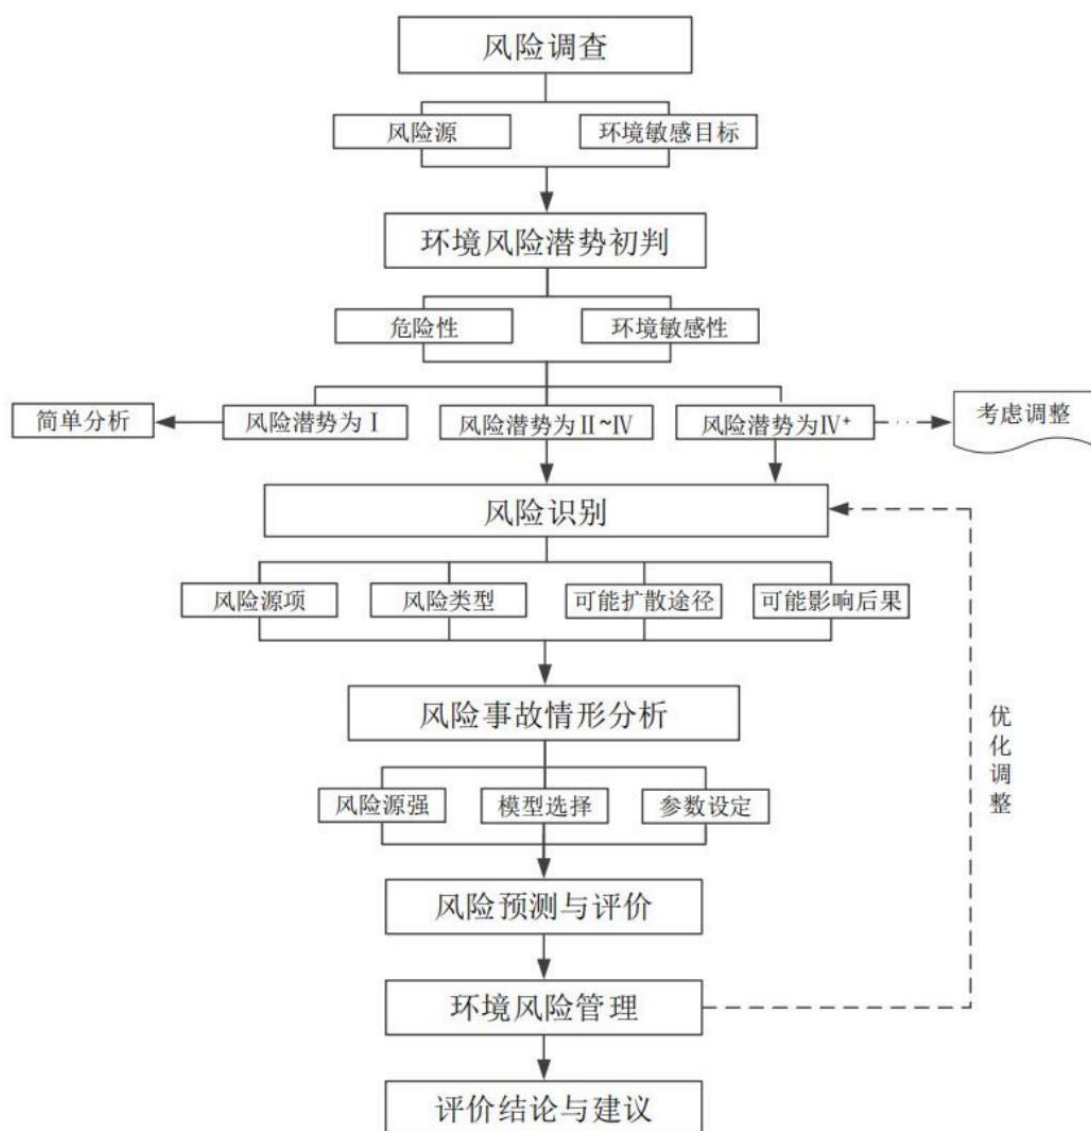 风险调查
风险源
环境敏感目标
环境风险潜势初判
危险性
环境敏感性
简单分析
风险潜势为Ⅰ
风险潜势为Ⅱ~Ⅳ
风险潜势为Ⅳ⁺
考虑调整
风险识别
风险源项
风险类型
可能扩散途径
可能影响后果
风险事故情形分析
优化调整
风险源强
模型选择
参数设定
风险预测与评价
环境风险管理
评价结论与建议